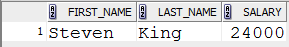 FIRST_NAME LAST_NAME SALARY
1 Steven King 24000